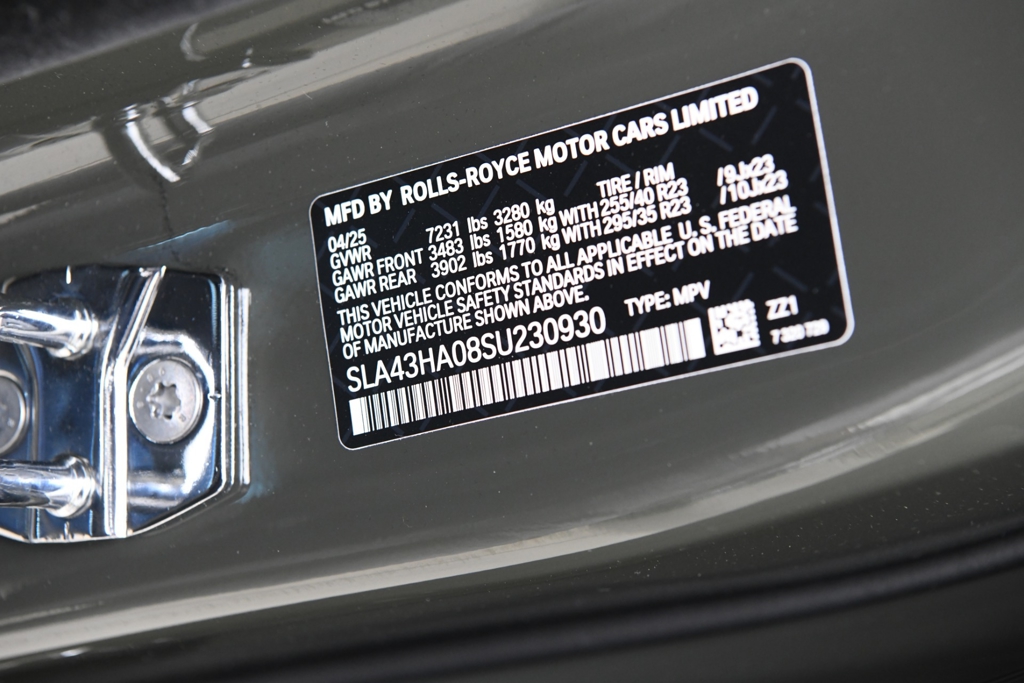 MFD BY ROLLS-ROYCE MOTOR CARS LIMITED
04/25 TIRE / RIM
GVWR 7231 lbs 3280 kg
GAWR FRONT 3483 lbs 1580 kg WITH 255/40 R23 /9Jx23
GAWR REAR 3902 lbs 1770 kg WITH 295/35 R23 /10Jx23
THIS VEHICLE CONFORMS TO ALL APPLICABLE U.S. FEDERAL
MOTOR VEHICLE SAFETY STANDARDS IN EFFECT ON THE DATE
OF MANUFACTURE SHOWN ABOVE.
SLA43HA08SU230930 TYPE: MPV
ZZ1